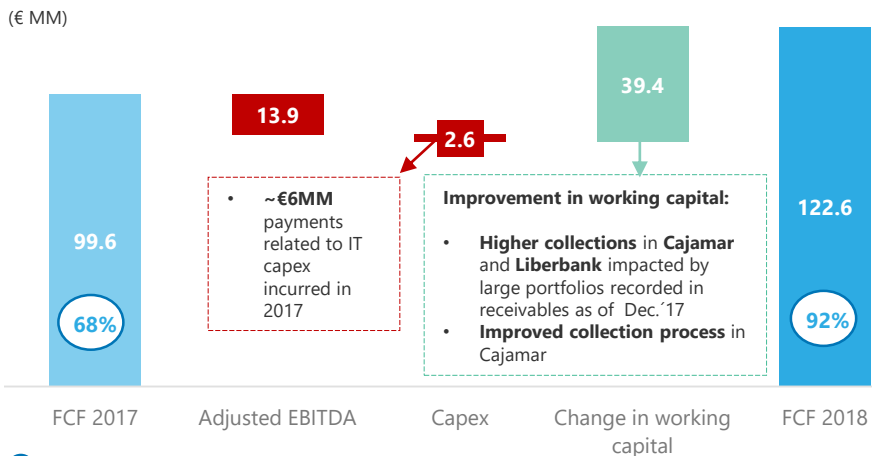 (€ MM)
39.4
13.9
2.6
• ~€6MM
payments
related to IT
capex
incurred in
2017
Improvement in working capital:
• Higher collections in Cajamar
and Liberbank impacted by
large portfolios recorded in
receivables as of Dec.´17
• Improved collection process in
Cajamar
99.6
68%
122.6
92%
FCF 2017
Adjusted EBITDA
Capex
Change in working
capital
FCF 2018